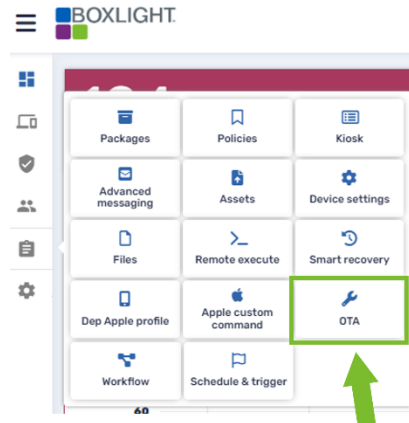 BOXLIGHT
Packages
Policies
Kiosk
Advanced
messaging
Assets
Device settings
Files
Remote execute
Smart recovery
Dep Apple profile
Apple custom
command
OTA
Workflow
Schedule & trigger
60